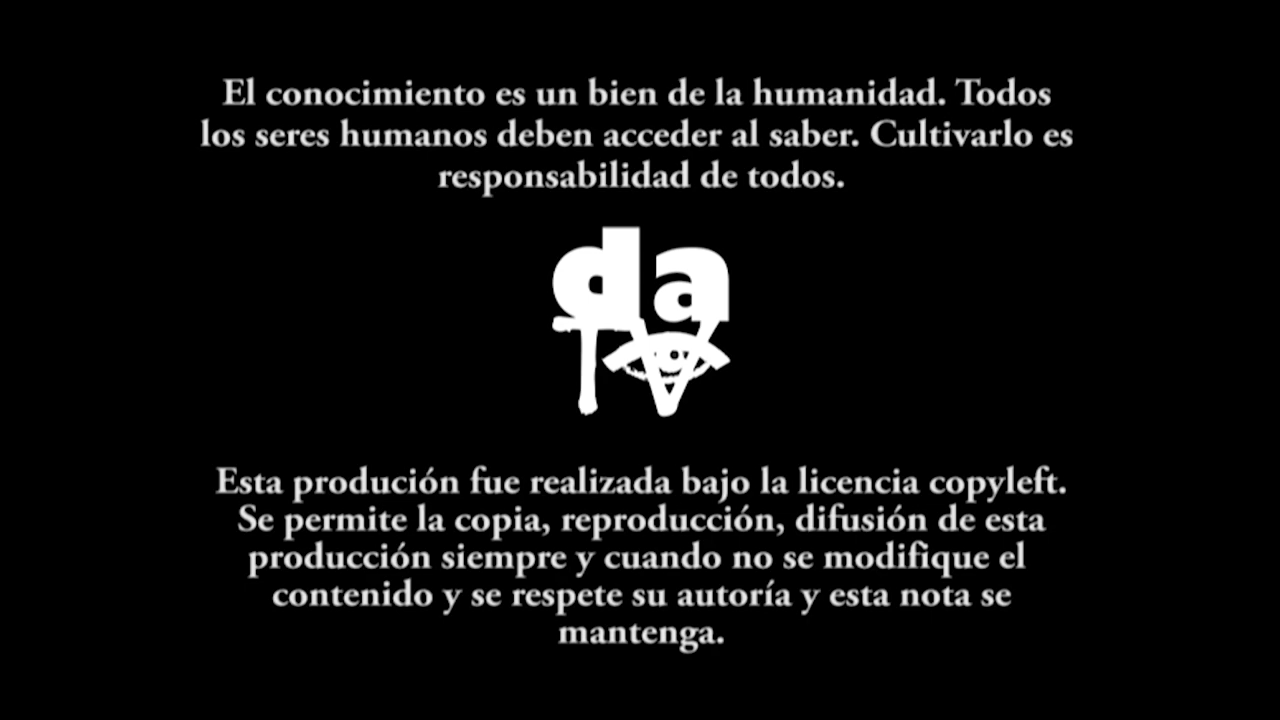 El conocimiento es un bien de la humanidad. Todos
los seres humanos deben acceder al saber. Cultivarlo es
responsabilidad de todos.
da
TV
Esta produción fue realizada bajo la licencia copyleft.
Se permite la copia, reproducción, difusión de esta
producción siempre y cuando no se modifique el
contenido y se respete su autoría y esta nota se
mantenga.